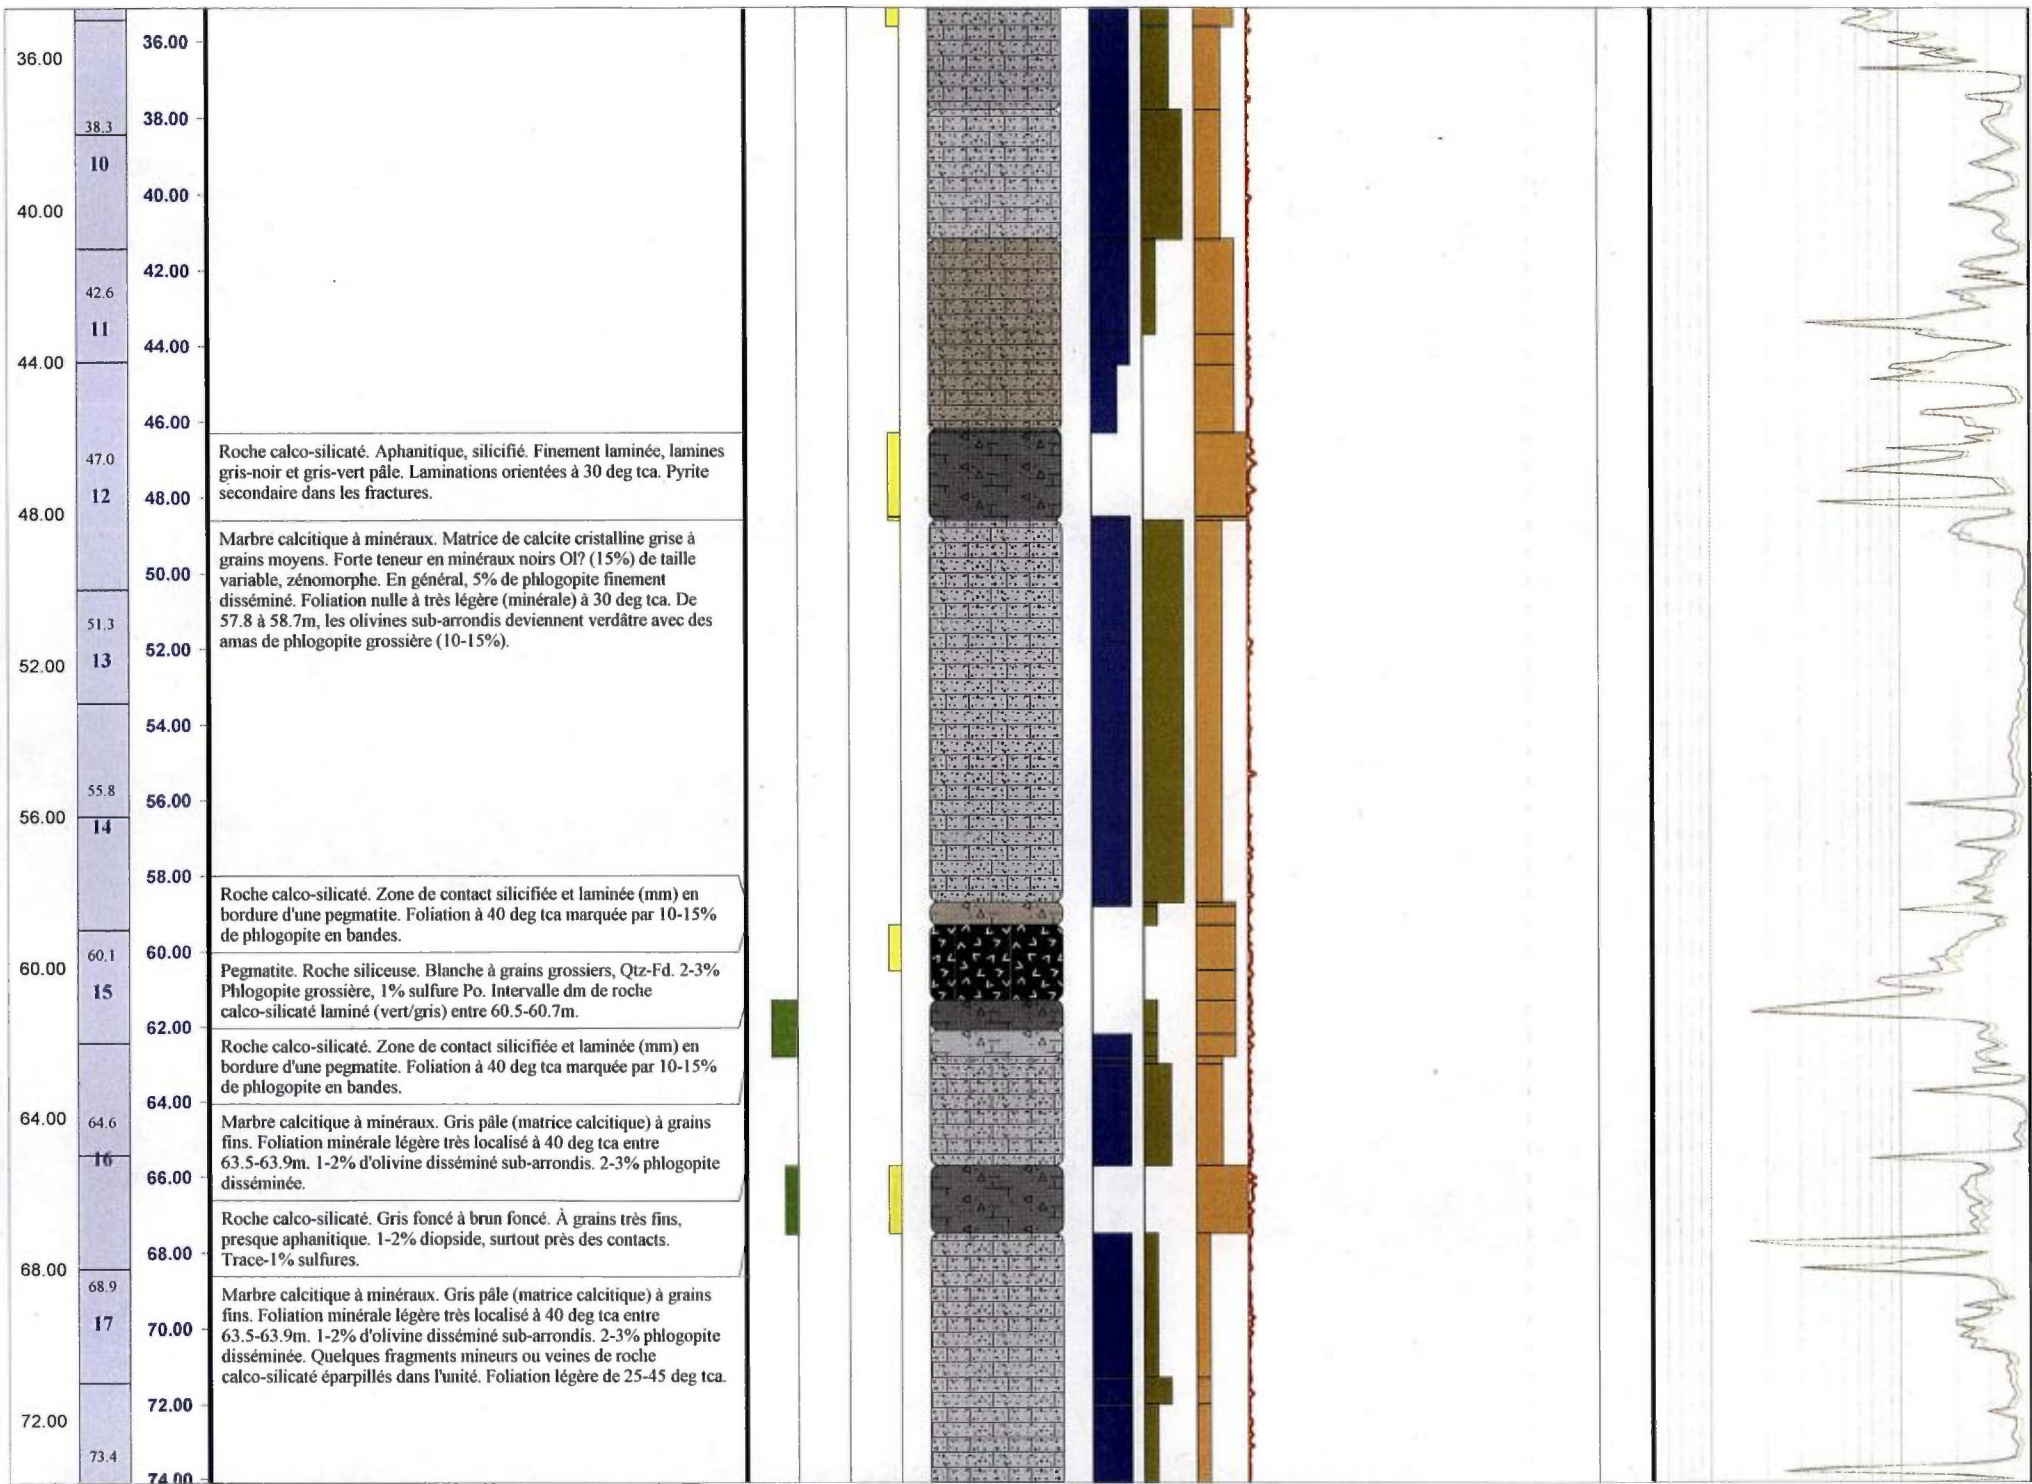 36.00
38.3
10
40.00
42.6
11
44.00
47.0
12
48.00
51.3
13
52.00
55.8
56.00
14
60.1
60.00
15
64.00
64.6
16
68.00
68.9
17
72.00
73.4
36.00
38.00
40.00
42.00
44.00
46.00
48.00
50.00
52.00
54.00
56.00
58.00
60.00
62.00
64.00
66.00
68.00
70.00
72.00
74.00
Roche calco-silicaté. Aphanitique, silicifié. Finement laminée, lamines
gris-noir et gris-vert pâle. Laminations orientées à 30 deg tca. Pyrite
secondaire dans les fractures.
Marbre calcitique à minéraux. Matrice de calcite cristalline grise à
grains moyens. Forte teneur en minéraux noirs Ol? (15%) de taille
variable, zénomorphe. En général, 5% de phlogopite finement
disséminé. Foliation nulle à très légère (minérale) à 30 deg tca. De
57.8 à 58.7m, les olivines sub-arrondis deviennent verdâtre avec des
amas de phlogopite grossière (10-15%).
Roche calco-silicaté. Zone de contact silicifiée et laminée (mm) en
bordure d'une pegmatite. Foliation à 40 deg tca marquée par 10-15%
de phlogopite en bandes.
Pegmatite. Roche siliceuse. Blanche à grains grossiers, Qtz-Fd. 2-3%
Phlogopite grossière, 1% sulfure Po. Intervalle dm de roche
calco-silicaté laminé (vert/gris) entre 60.5-60.7m.
Roche calco-silicaté. Zone de contact silicifiée et laminée (mm) en
bordure d'une pegmatite. Foliation à 40 deg tca marquée par 10-15%
de phlogopite en bandes.
Marbre calcitique à minéraux. Gris pâle (matrice calcitique) à grains
fins. Foliation minérale légère très localisé à 40 deg tca entre
63.5-63.9m. 1-2% d'olivine disséminé sub-arrondis. 2-3% phlogopite
disséminée.
Roche calco-silicaté. Gris foncé à brun foncé. À grains très fins,
presque aphanitique. 1-2% diopside, surtout près des contacts.
Trace-1% sulfures.
Marbre calcitique à minéraux. Gris pâle (matrice calcitique) à grains
fins. Foliation minérale légère très localisé à 40 deg tca entre
63.5-63.9m. 1-2% d'olivine disséminé sub-arrondis. 2-3% phlogopite
disséminée. Quelques fragments mineurs ou veines de roche
calco-silicaté éparpillés dans l'unité. Foliation légère de 25-45 deg tca.